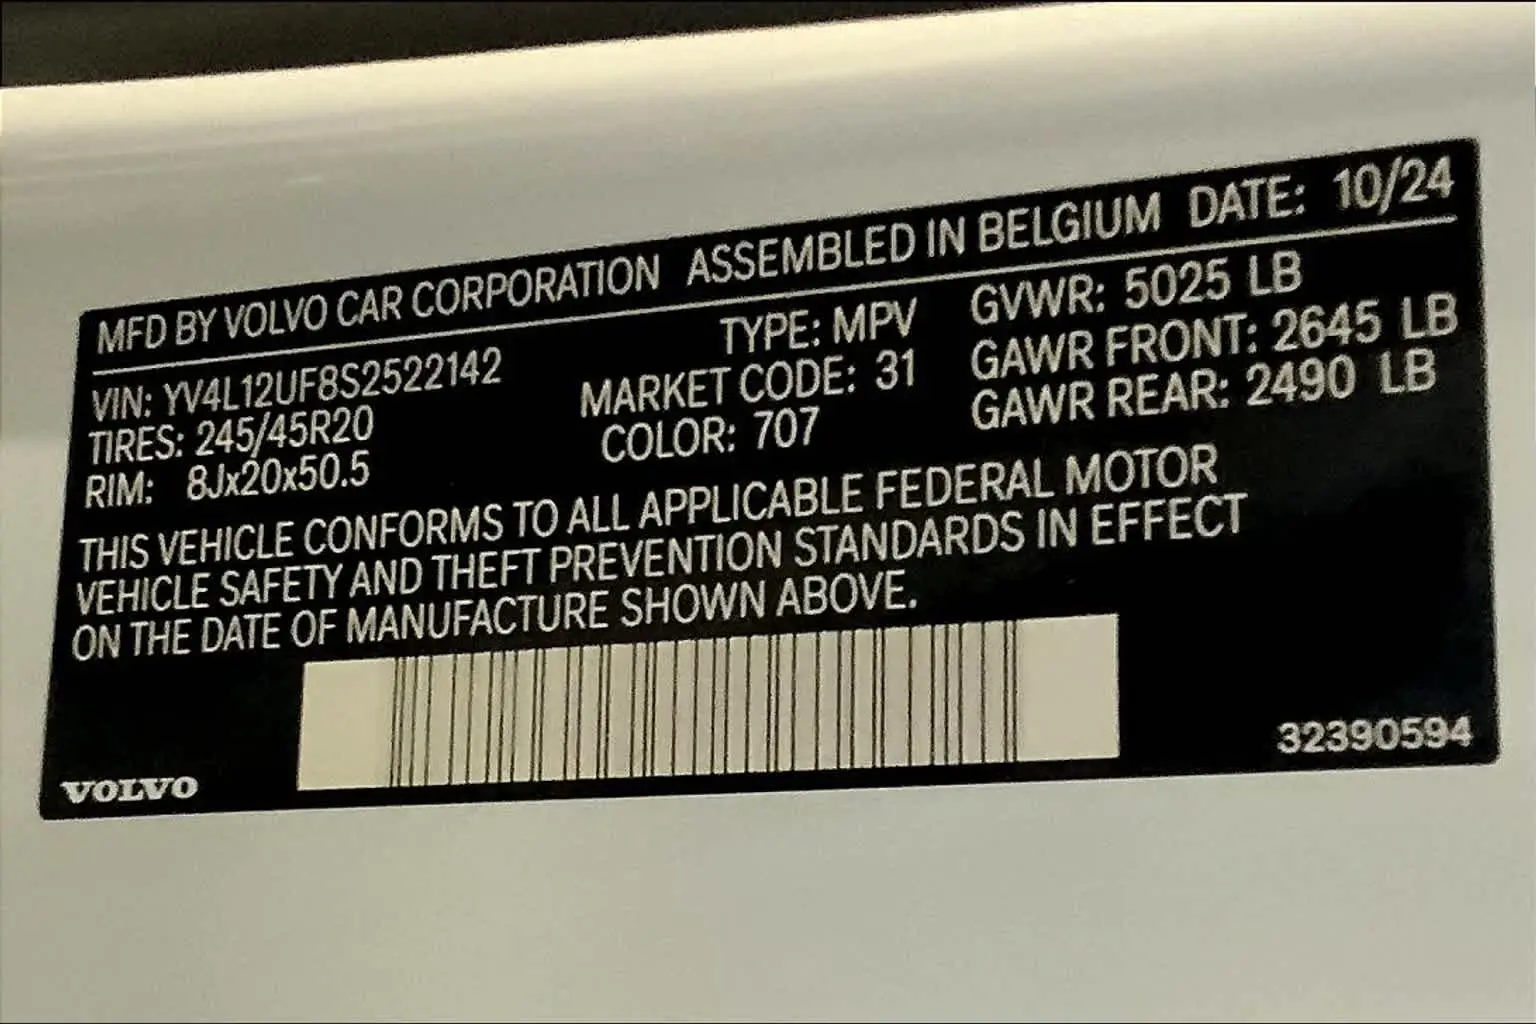 MFD BY VOLVO CAR CORPORATION ASSEMBLED IN BELGIUM DATE: 10/24
VIN: YV4L12UF8S2522142 TYPE: MPV GVWR: 5025 LB
TIRES: 245/45R20 MARKET CODE: 31 GAWR FRONT: 2645 LB
RIM: 8Jx20x50.5 COLOR: 707 GAWR REAR: 2490 LB
THIS VEHICLE CONFORMS TO ALL APPLICABLE FEDERAL MOTOR
VEHICLE SAFETY AND THEFT PREVENTION STANDARDS IN EFFECT
ON THE DATE OF MANUFACTURE SHOWN ABOVE.
VOLVO 32390594